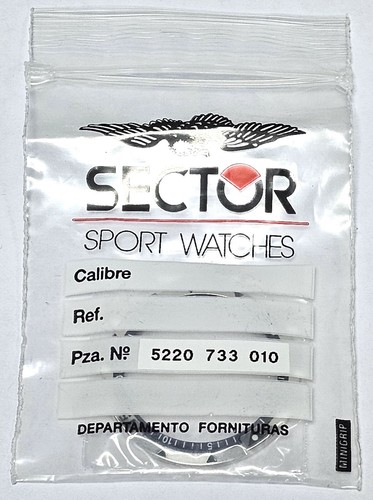 SECTOR
SPORT WATCHES
Calibre
Ref.
Pza. Nº 5220 733 010
DEPARTAMENTO FORNITURAS
MINIGRIP